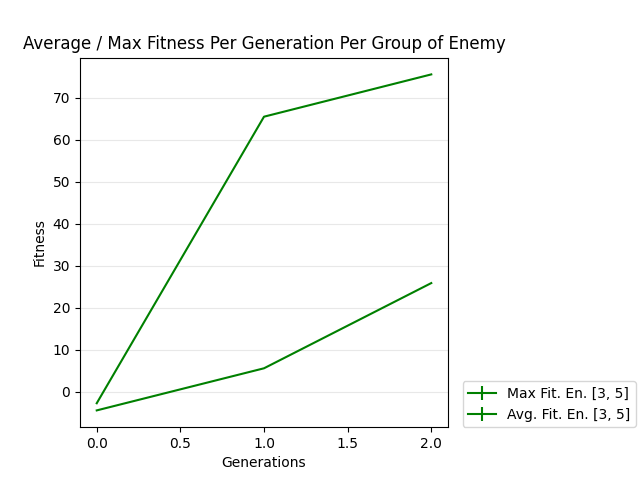 Average / Max Fitness Per Generation Per Group of Enemy
70
60
50
40
30
20
10
0
Fitness
0.0 0.5 1.0 1.5 2.0
Generations
Max Fit. En. [3, 5]
Avg. Fit. En. [3, 5]